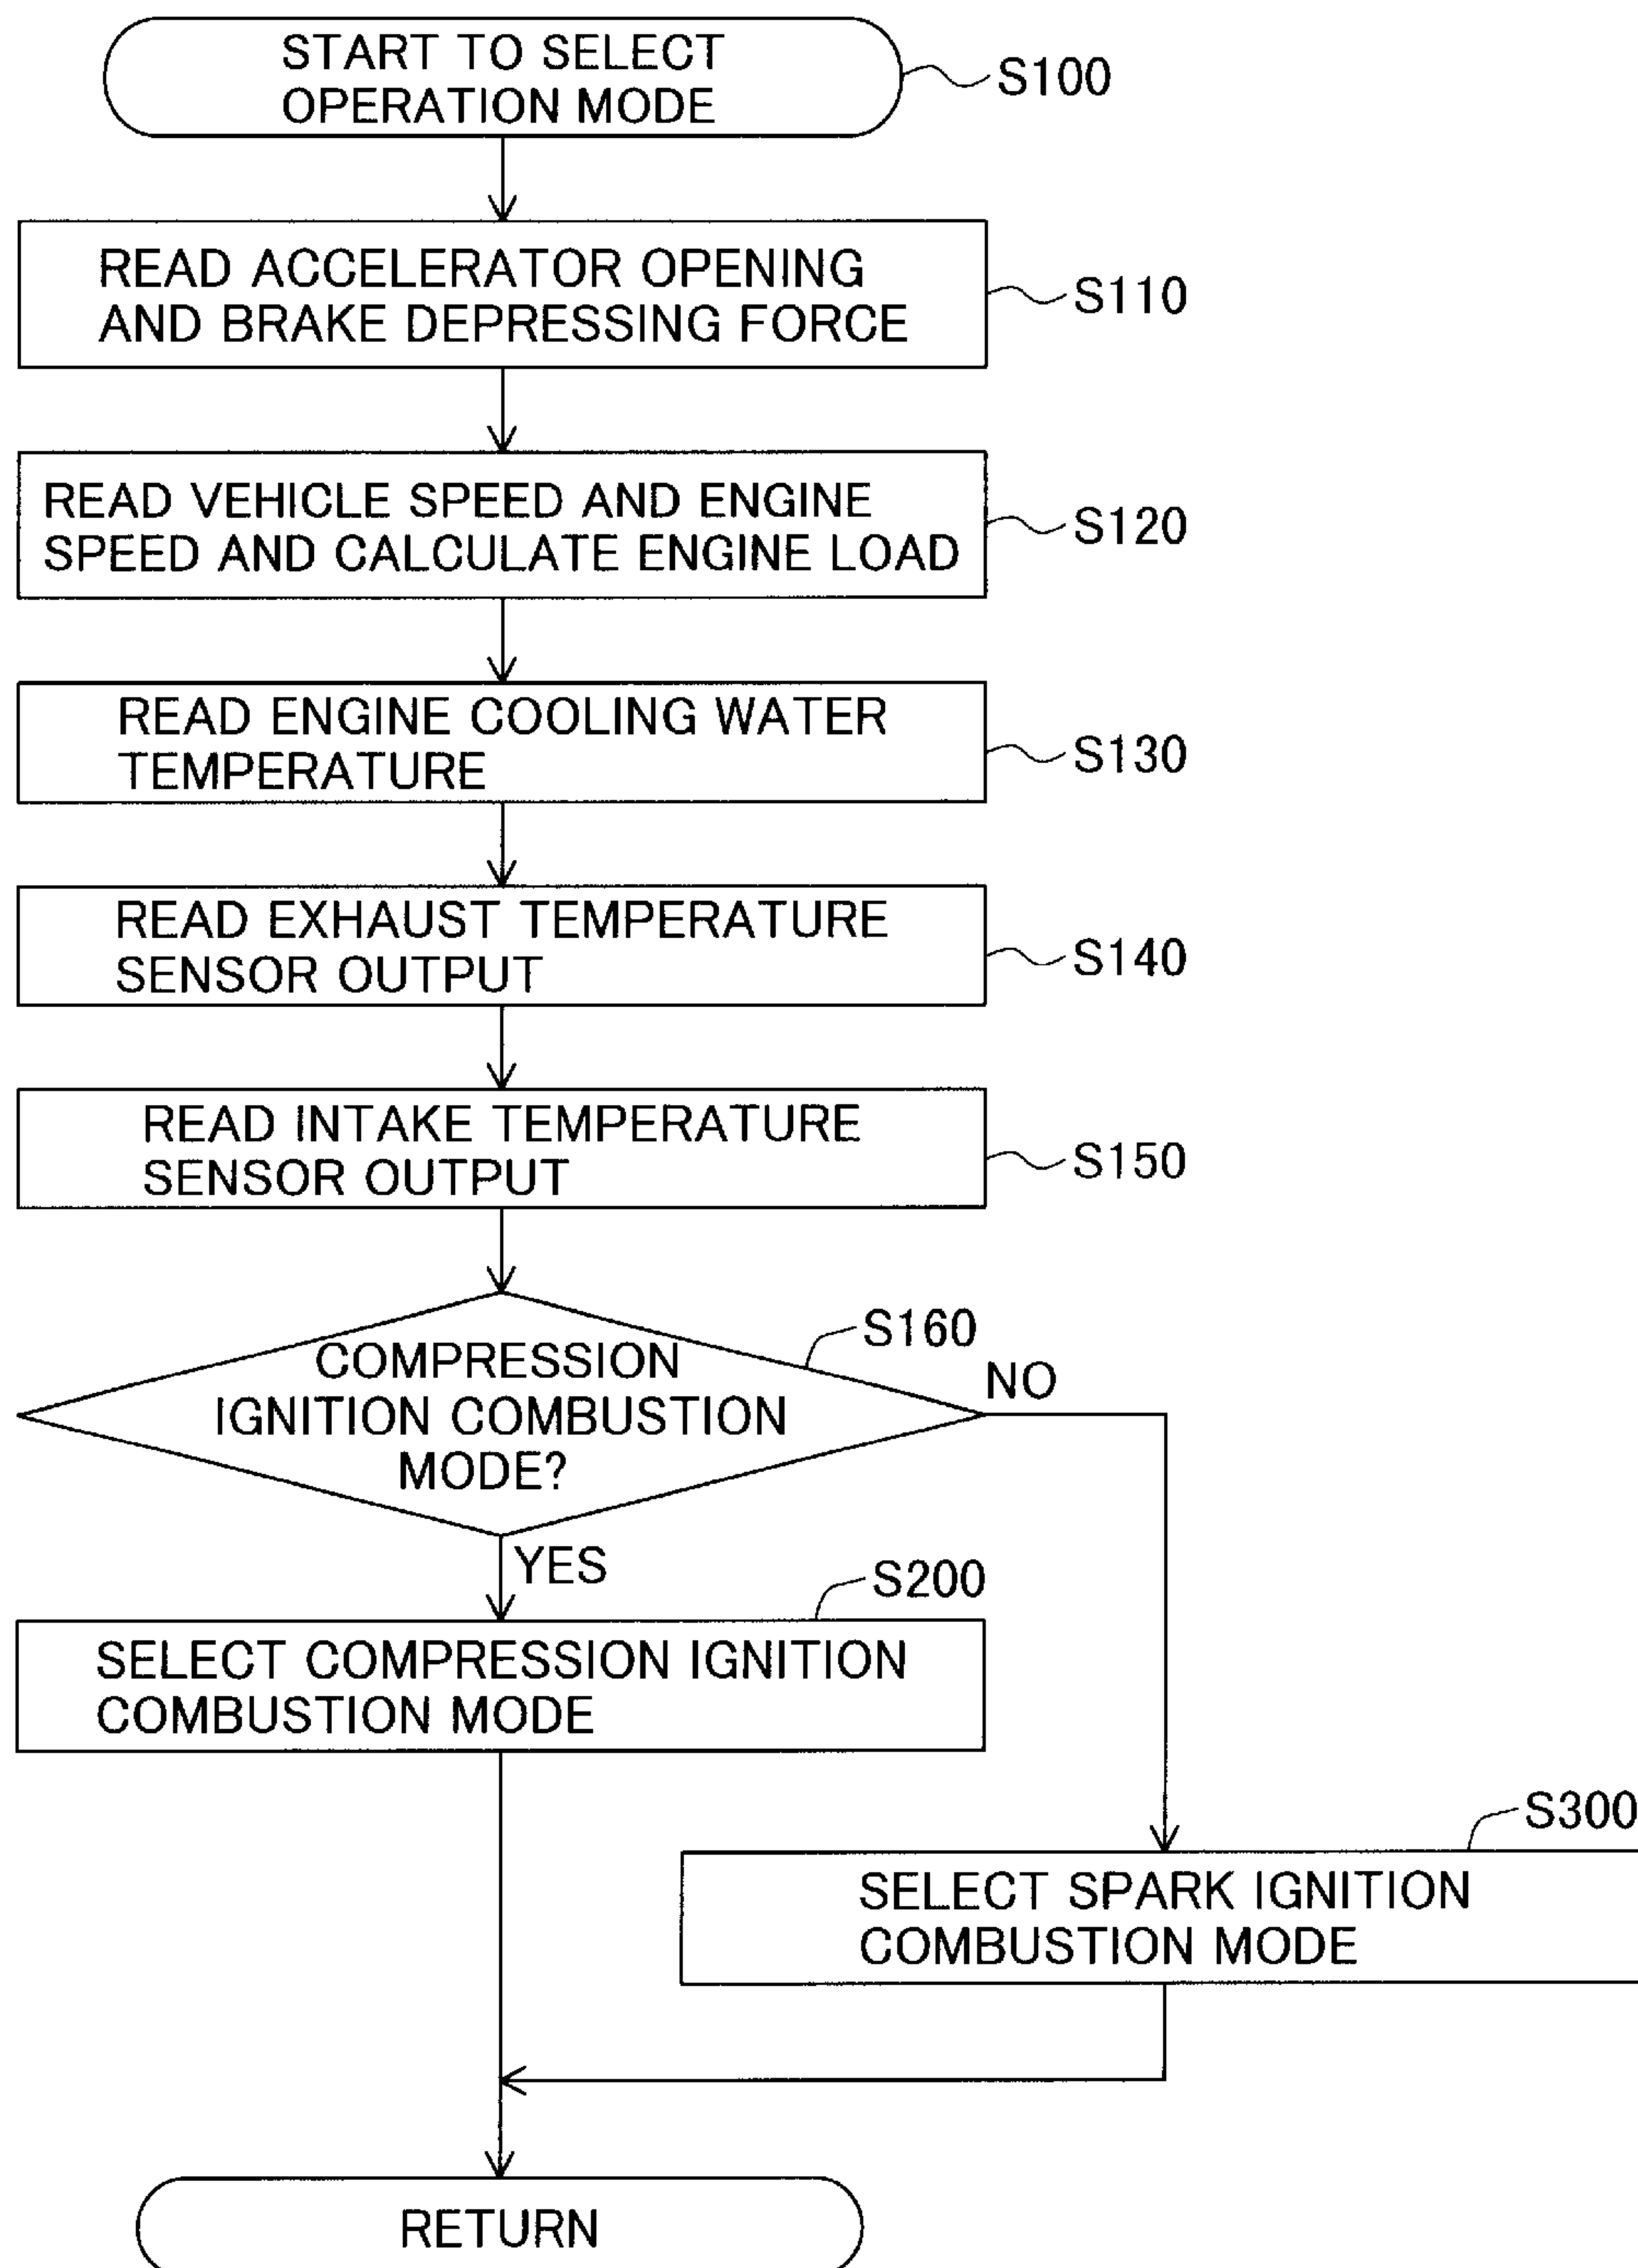 START TO SELECT
OPERATION MODE
S100
READ ACCELERATOR OPENING
AND BRAKE DEPRESSING FORCE
S110
READ VEHICLE SPEED AND ENGINE
SPEED AND CALCULATE ENGINE LOAD
S120
READ ENGINE COOLING WATER
TEMPERATURE
S130
READ EXHAUST TEMPERATURE
SENSOR OUTPUT
S140
READ INTAKE TEMPERATURE
SENSOR OUTPUT
S150
COMPRESSION
IGNITION COMBUSTION
MODE?
S160
NO
YES
S200
SELECT COMPRESSION IGNITION
COMBUSTION MODE
S300
SELECT SPARK IGNITION
COMBUSTION MODE
RETURN